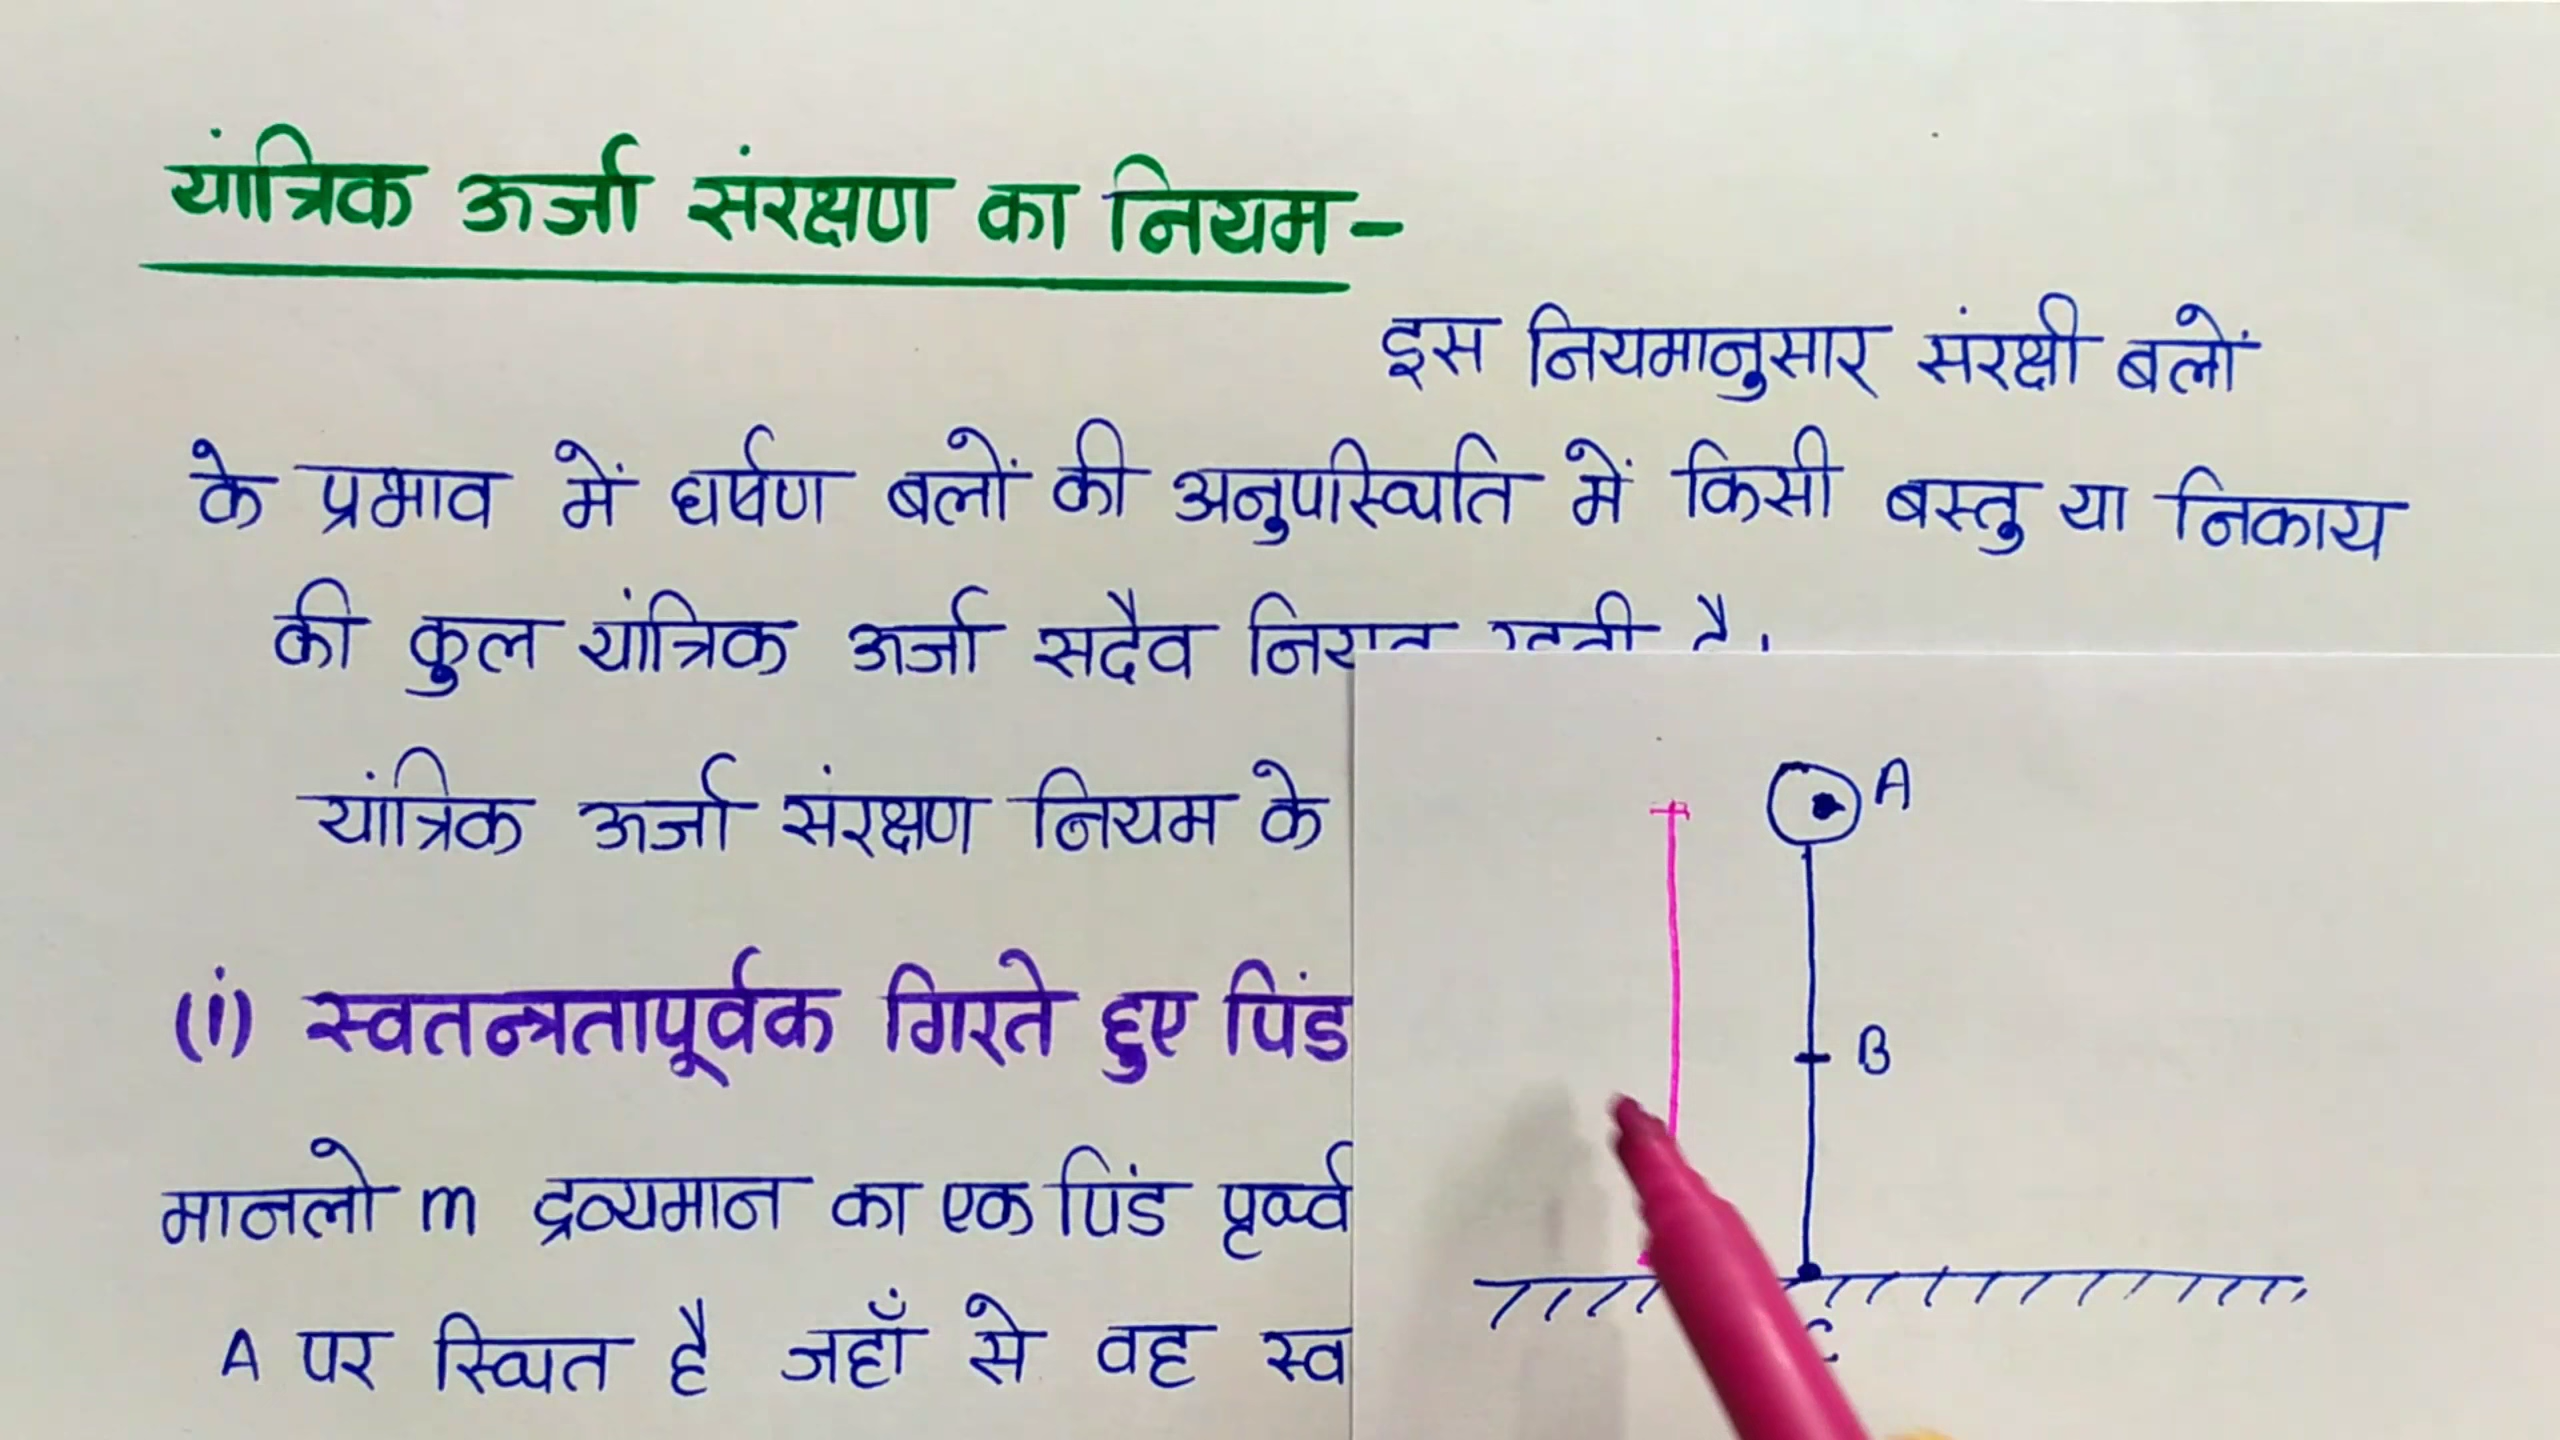 यांत्रिक ऊर्जा संरक्षण का नियम-
इस नियमानुसार संरक्षी बलों
के प्रभाव में घर्षण बलों की अनुपस्थिति में किसी बस्तु या निकाय
की कुल यांत्रिक ऊर्जा सदैव
यांत्रिक ऊर्जा संरक्षण नियम के
(i) स्वतन्त्रतापूर्वक गिरते हुए पिंड
मानलो m द्रव्यमान का एक पिंड
A पर स्थित है जहाँ से वह स्व
A
B